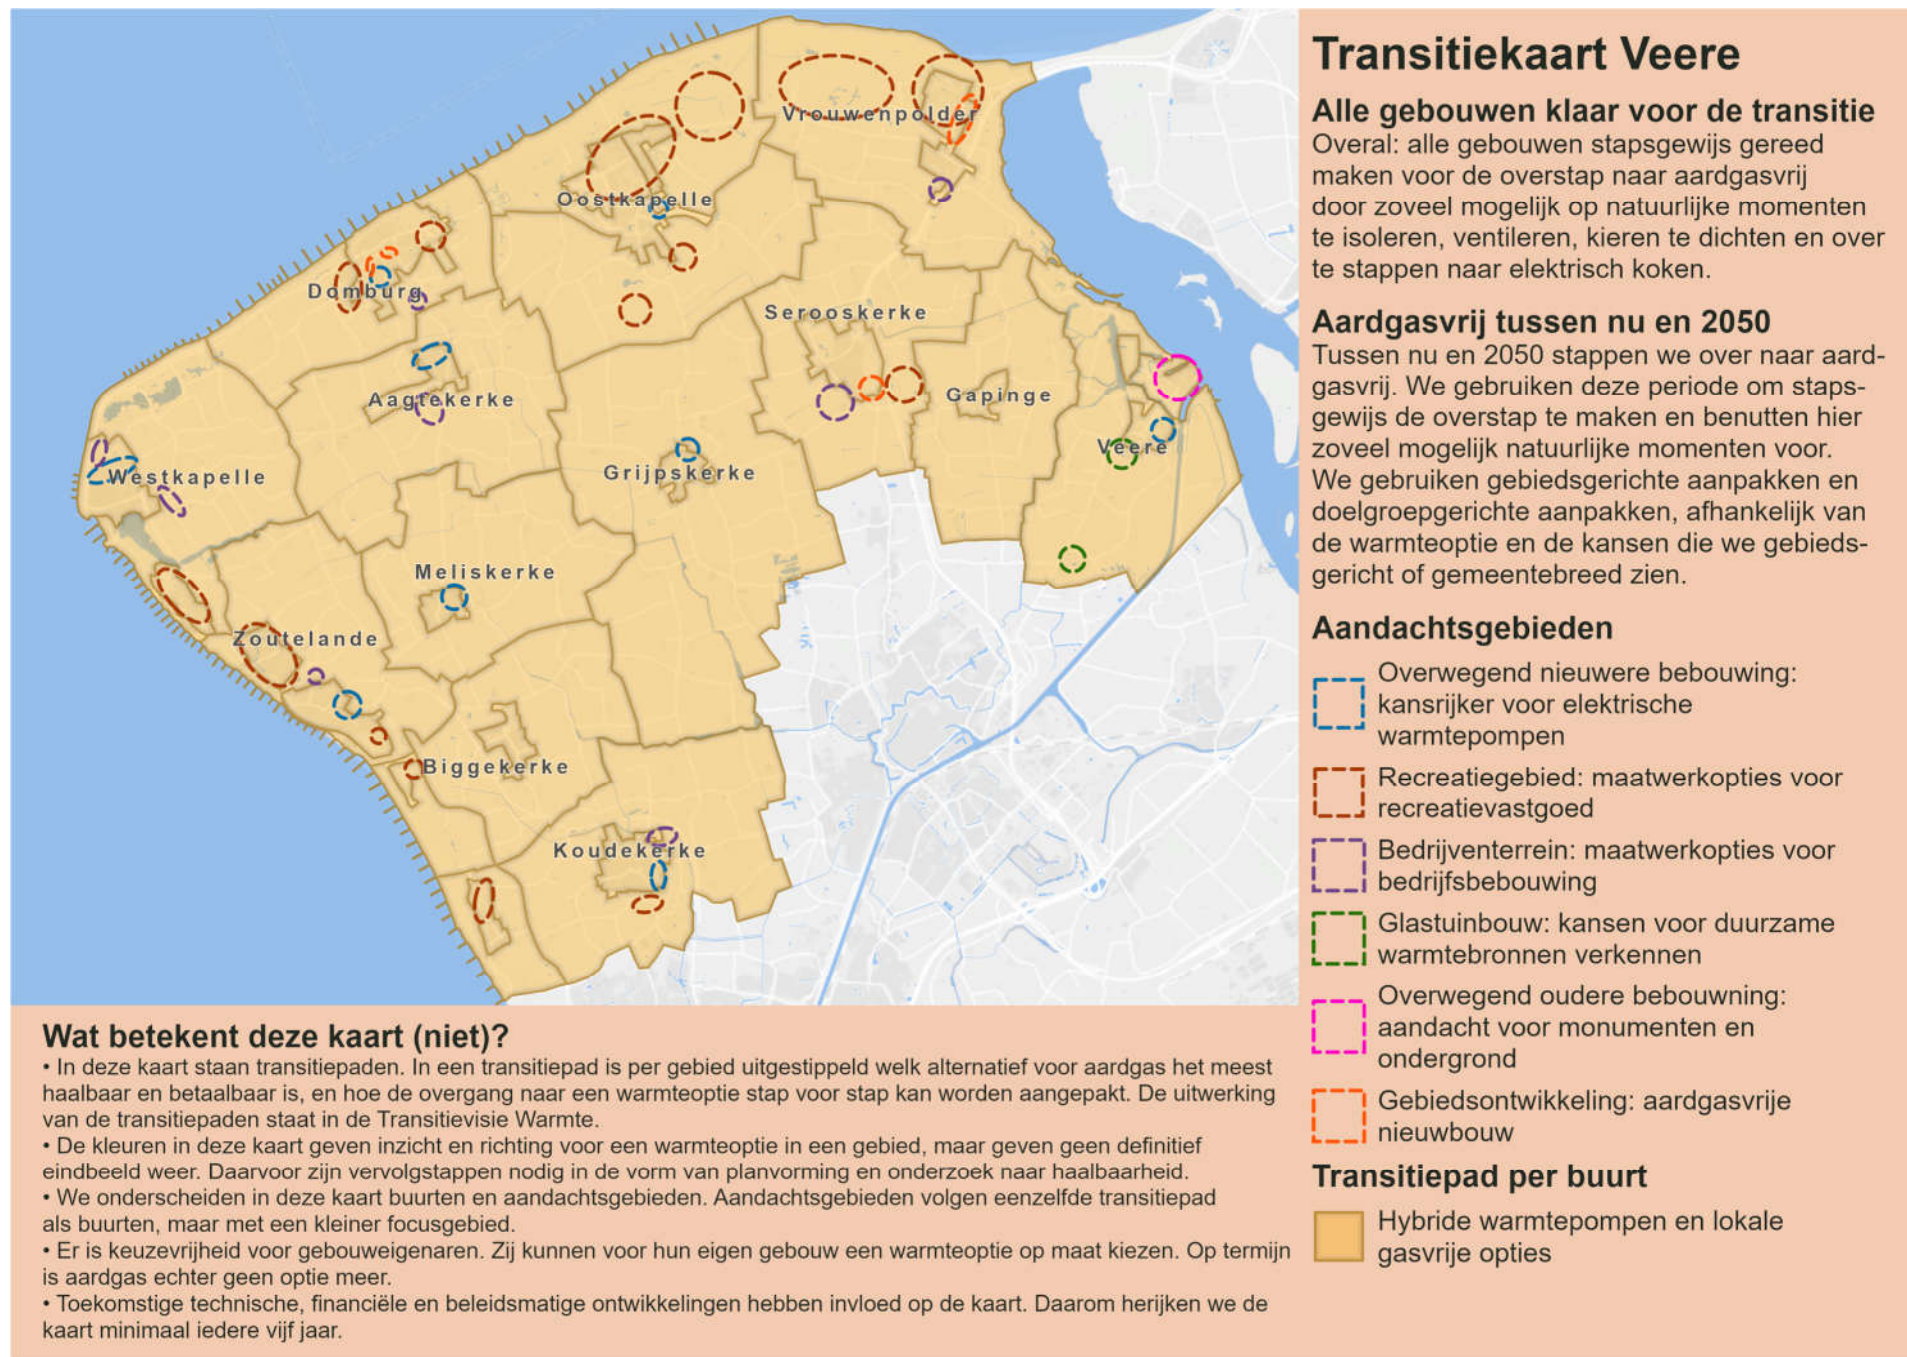 Transitiekaart Veere
Alle gebouwen klaar voor de transitie
Overal: alle gebouwen stapsgewijs gereed
maken voor de overstap naar aardgasvrij
door zoveel mogelijk op natuurlijke momenten
te isoleren, ventileren, kieren te dichten en over
te stappen naar elektrisch koken.
Aardgasvrij tussen nu en 2050
Tussen nu en 2050 stappen we over naar aard-
gasvrij. We gebruiken deze periode om staps-
gewijs de overstap te maken en benutten hier
zoveel mogelijk natuurlijke momenten voor.
We gebruiken gebiedsgerichte aanpakken en
doelgroepgerichte aanpakken, afhankelijk van
de warmteoptie en de kansen die we gebieds-
gericht of gemeentebreed zien.
Aandachtsgebieden
Overwegend nieuwere bebouwing:
kansrijker voor elektrische
warmtepompen
Recreatiegebied: maatwerkopties voor
recreatievastgoed
Bedrijventerrein: maatwerkopties voor
bedrijfsbebouwing
Glastuinbouw: kansen voor duurzame
warmtebronnen verkennen
Overwegend oudere bebouwning:
aandacht voor monumenten en
ondergrond
Gebiedsontwikkeling: aardgasvrije
nieuwbouw
Transitiepad per buurt
Hybride warmtepompen en lokale
gasvrije opties
Vrouwenpolder
Oostkapelle
Domburg
Serooskerke
Aagtekerke
Gapinge
Veere
Westkapelle
Grijpskerke
Meliskerke
Zoutelande
Biggekerke
Koudekerke
Wat betekent deze kaart (niet)?
• In deze kaart staan transitiepaden. In een transitiepad is per gebied uitgestippeld welk alternatief voor aardgas het meest
haalbaar en betaalbaar is, en hoe de overgang naar een warmteoptie stap voor stap kan worden aangepakt. De uitwerking
van de transitiepaden staat in de Transitievisie Warmte.
• De kleuren in deze kaart geven inzicht en richting voor een warmteoptie in een gebied, maar geven geen definitief
eindbeeld weer. Daarvoor zijn vervolgstappen nodig in de vorm van planvorming en onderzoek naar haalbaarheid.
• We onderscheiden in deze kaart buurten en aandachtsgebieden. Aandachtsgebieden volgen eenzelfde transitiepad
als buurten, maar met een kleiner focusgebied.
• Er is keuzevrijheid voor gebouweigenaren. Zij kunnen voor hun eigen gebouw een warmteoptie op maat kiezen. Op termijn
is aardgas echter geen optie meer.
• Toekomstige technische, financiële en beleidsmatige ontwikkelingen hebben invloed op de kaart. Daarom herijken we de
kaart minimaal iedere vijf jaar.